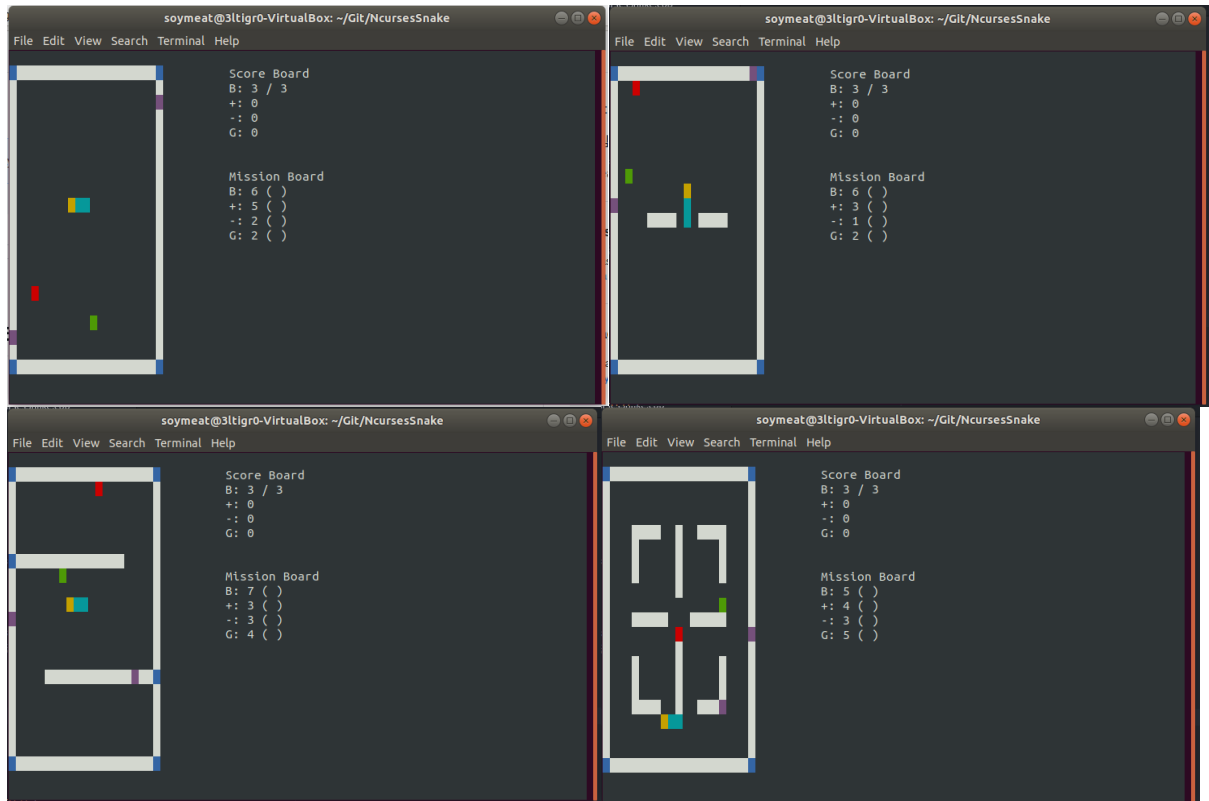 soymeat@3ltigr0-VirtualBox: ~/Git/NcursesSnake
File Edit View Search Terminal Help
Score Board
B: 3 / 3
+: 0
-: 0
G: 0
Mission Board
B: 6 ( )
+: 5 ( )
-: 2 ( )
G: 2 ( )
soymeat@3ltigr0-VirtualBox: ~/Git/NcursesSnake
File Edit View Search Terminal Help
Score Board
B: 3 / 3
+: 0
-: 0
G: 0
Mission Board
B: 6 ( )
+: 3 ( )
-: 1 ( )
G: 2 ( )
soymeat@3ltigr0-VirtualBox: ~/Git/NcursesSnake
File Edit View Search Terminal Help
Score Board
B: 3 / 3
+: 0
-: 0
G: 0
Mission Board
B: 7 ( )
+: 3 ( )
-: 3 ( )
G: 4 ( )
soymeat@3ltigr0-VirtualBox: ~/Git/NcursesSnake
File Edit View Search Terminal Help
Score Board
B: 3 / 3
+: 0
-: 0
G: 0
Mission Board
B: 5 ( )
+: 4 ( )
-: 3 ( )
G: 5 ( )